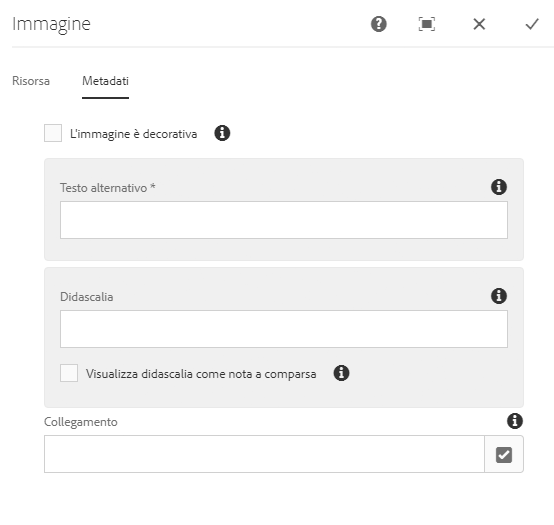 Immagine
Risorsa Metadati
L'immagine è decorativa
Testo alternativo *
Didascalia
Visualizza didascalia come nota a comparsa
Collegamento